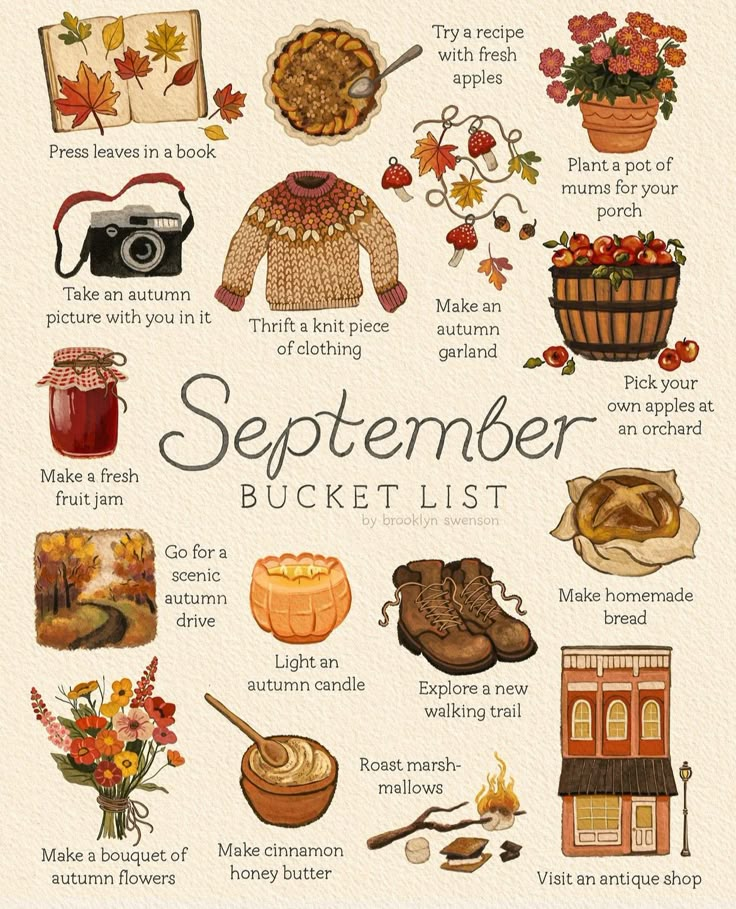 Press leaves in a book
Try a recipe
with fresh
apples
Plant a pot of
mums for your
porch
Take an autumn
picture with you in it
Thrift a knit piece
of clothing
Make an
autumn
garland
Pick your
own apples at
an orchard
Make a fresh
fruit jam
September
BUCKET LIST
by brooklyn swenson
Go for a
scenic
autumn
drive
Light an
autumn candle
Explore a new
walking trail
Make homemade
bread
Make a bouquet of
autumn flowers
Make cinnamon
honey butter
Roast marsh-
mallows
Visit an antique shop